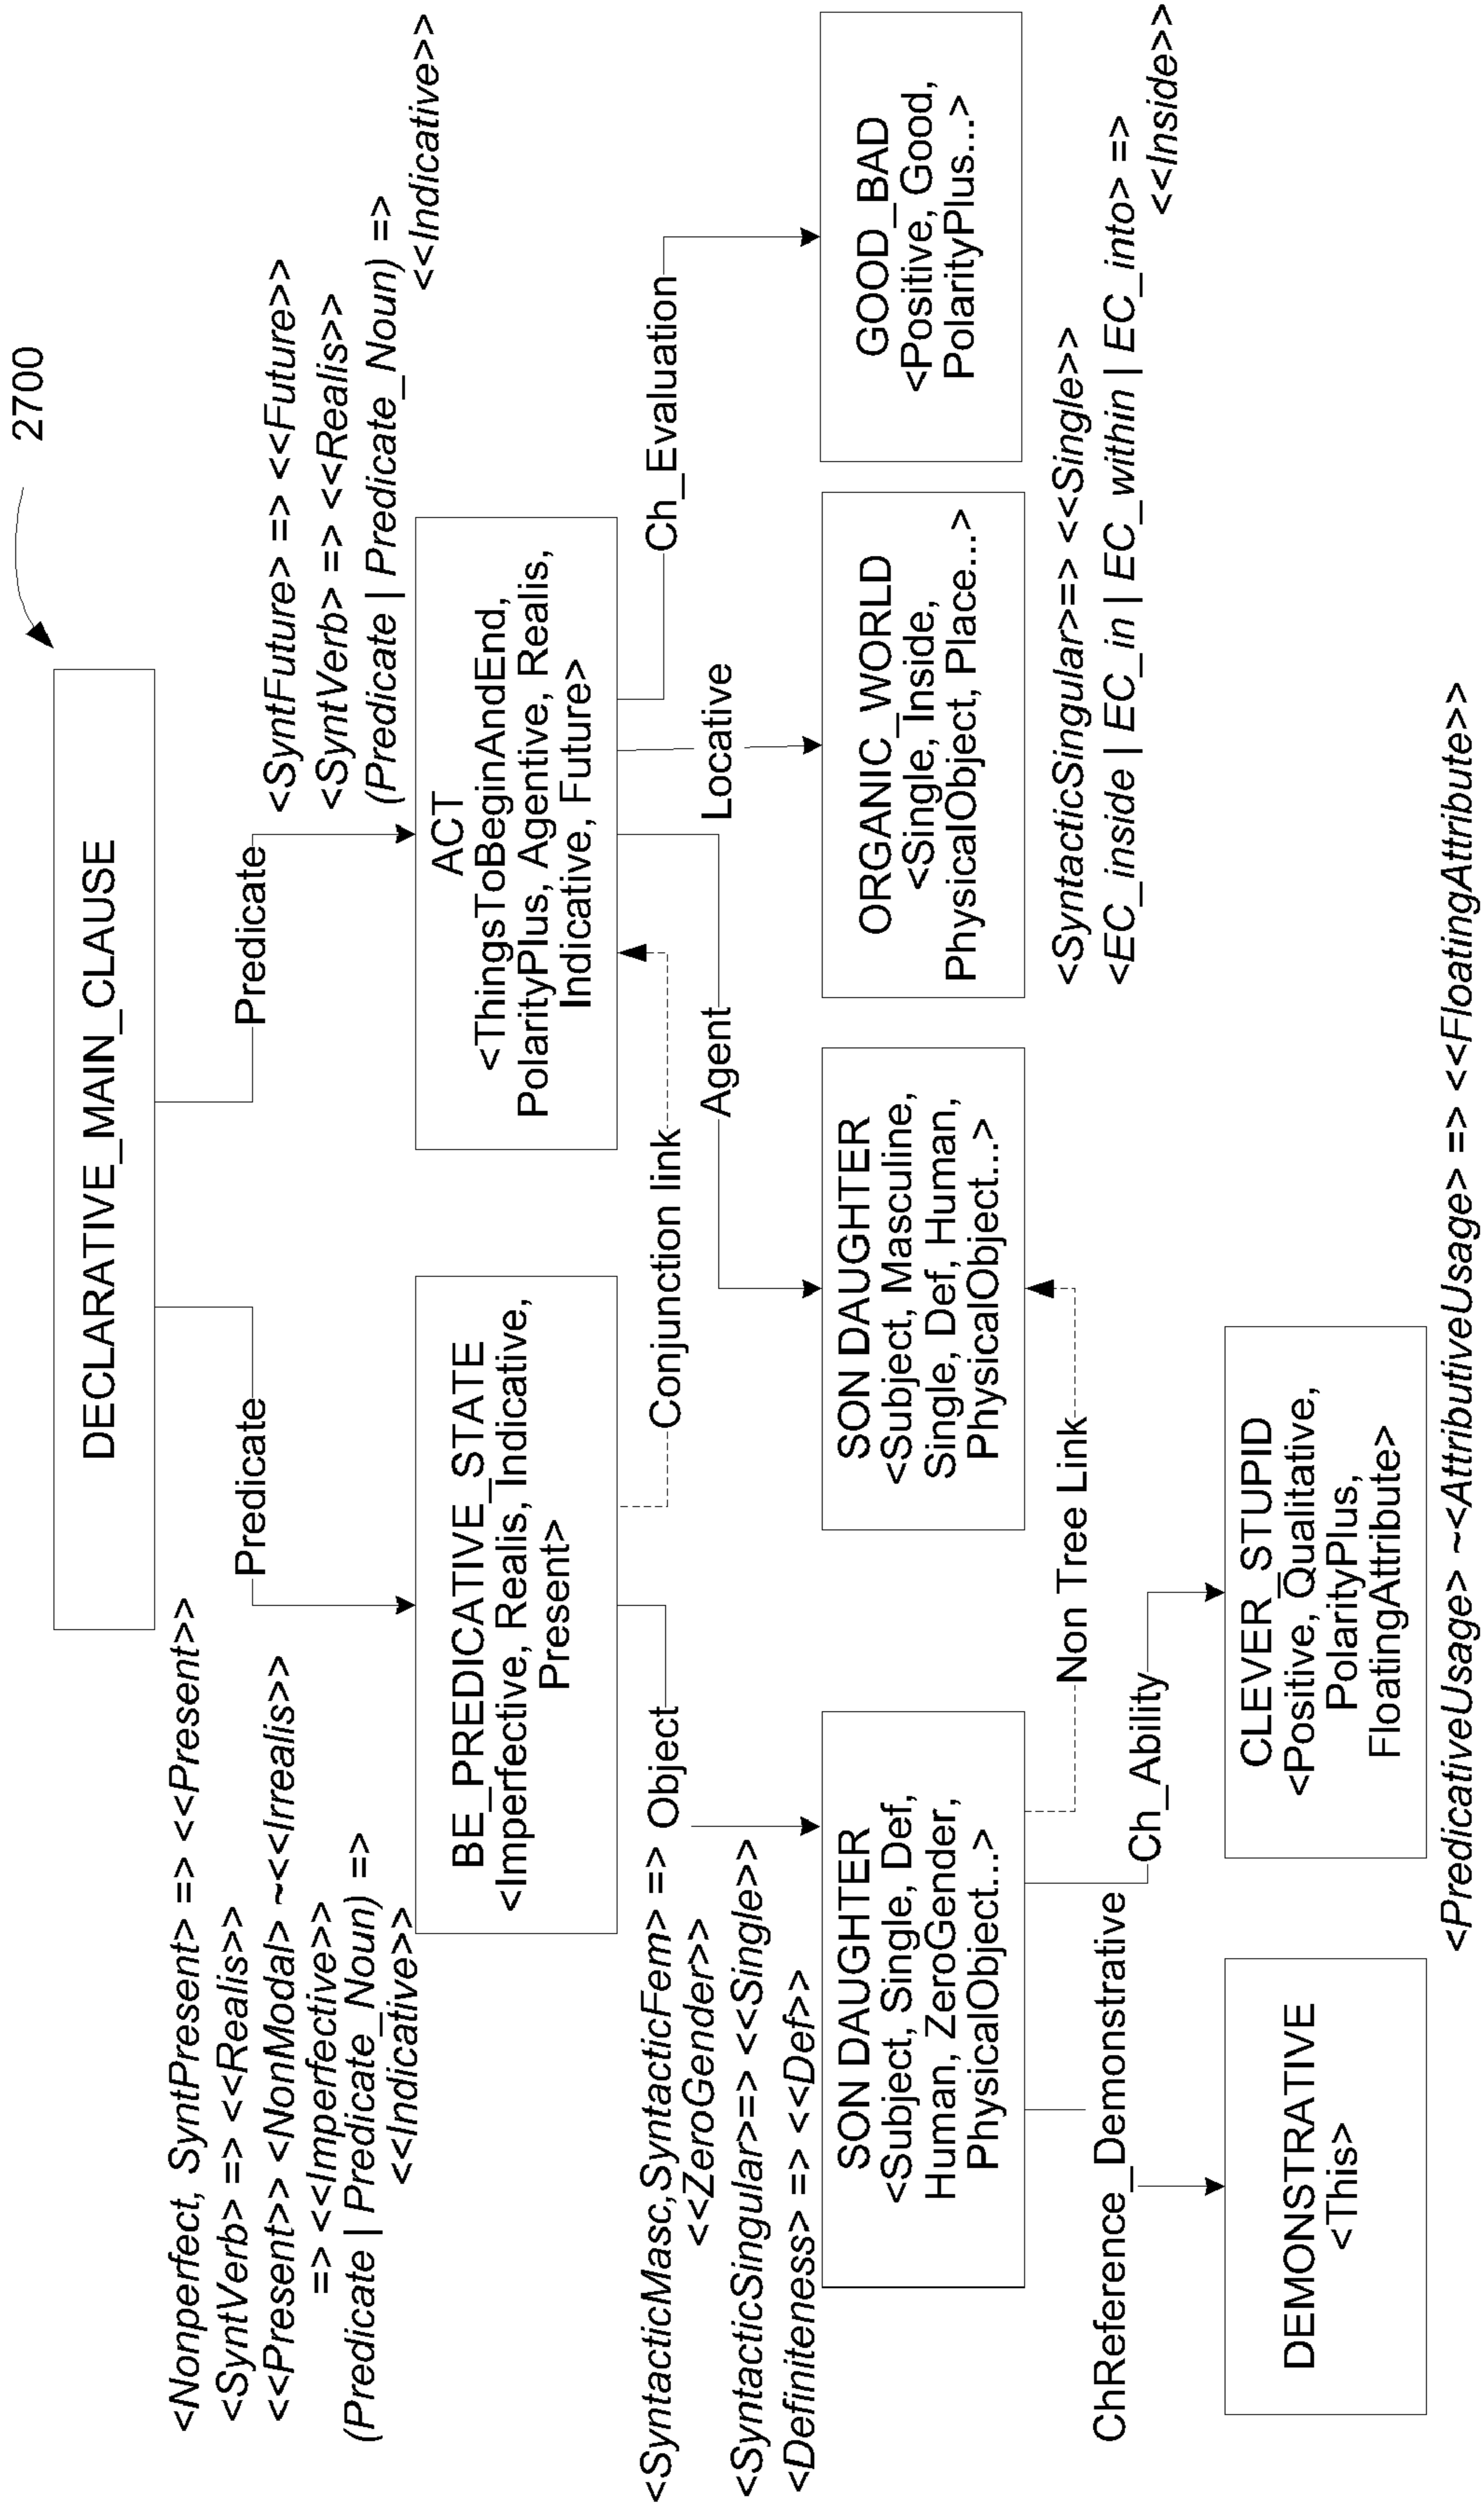 2700
DECLARATIVE_MAIN_CLAUSE
<Nonperfect, SyntPresent> => <<Present>>
<SyntVerb> => <<Realis>>
<<Present>> <NonModal> ~<<Irrealis>>
=> <<Imperfective>>
(Predicate | Predicate_Noun) =>
<<Indicative>>
Predicate
Predicate
<SyntFuture> => <<Future>>
<SyntVerb> => <<Realis>>
(Predicate | Predicate_Noun) =>
<<Indicative>>
BE_PREDICATIVE_STATE
<Imperfective, Realis, Indicative,
Present>
ACT
<ThingsToBeginAndEnd,
PolarityPlus, Agentive, Realis,
Indicative, Future>
<SyntacticMasc,SyntacticFem> =>
<<ZeroGender>>
<SyntacticSingular>=> <<Single>>
<Definiteness> => <<Def>>
Object
Conjunction link
Agent
Locative
Ch_Evaluation
SON DAUGHTER
<Subject, Single, Def,
Human, ZeroGender,
PhysicalObject...>
SON DAUGHTER
<Subject, Masculine,
Single, Def, Human,
PhysicalObject...>
ORGANIC_WORLD
<Single, Inside,
PhysicalObject, Place...>
GOOD_BAD
<Positive, Good,
PolarityPlus...>
<SyntacticSingular>=> <<Single>>
<EC_inside | EC_in | EC_within | EC_into> =>
<<Inside>>
ChReference_Demonstrative
Ch_Ability
Non Tree Link
DEMONSTRATIVE
<This>
CLEVER_STUPID
<Positive, Qualitative,
PolarityPlus,
FloatingAttribute>
<PredicativeUsage> ~<AttributiveUsage> => <<FloatingAttribute>>